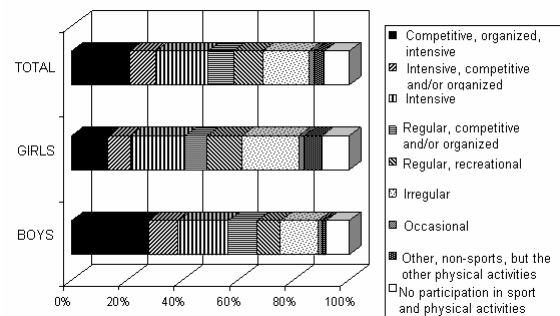 TOTAL
GIRLS
BOYS
0%
20%
40%
60%
80%
100%
Competitive, organized,
intensive
Intensive, competitive
and/or organized
Intensive
Regular, competitive
and/or organized
Regular, recreational
Irregular
Occasional
Other, non-sports, but the
other physical activities
No participation in sport
and physical activities